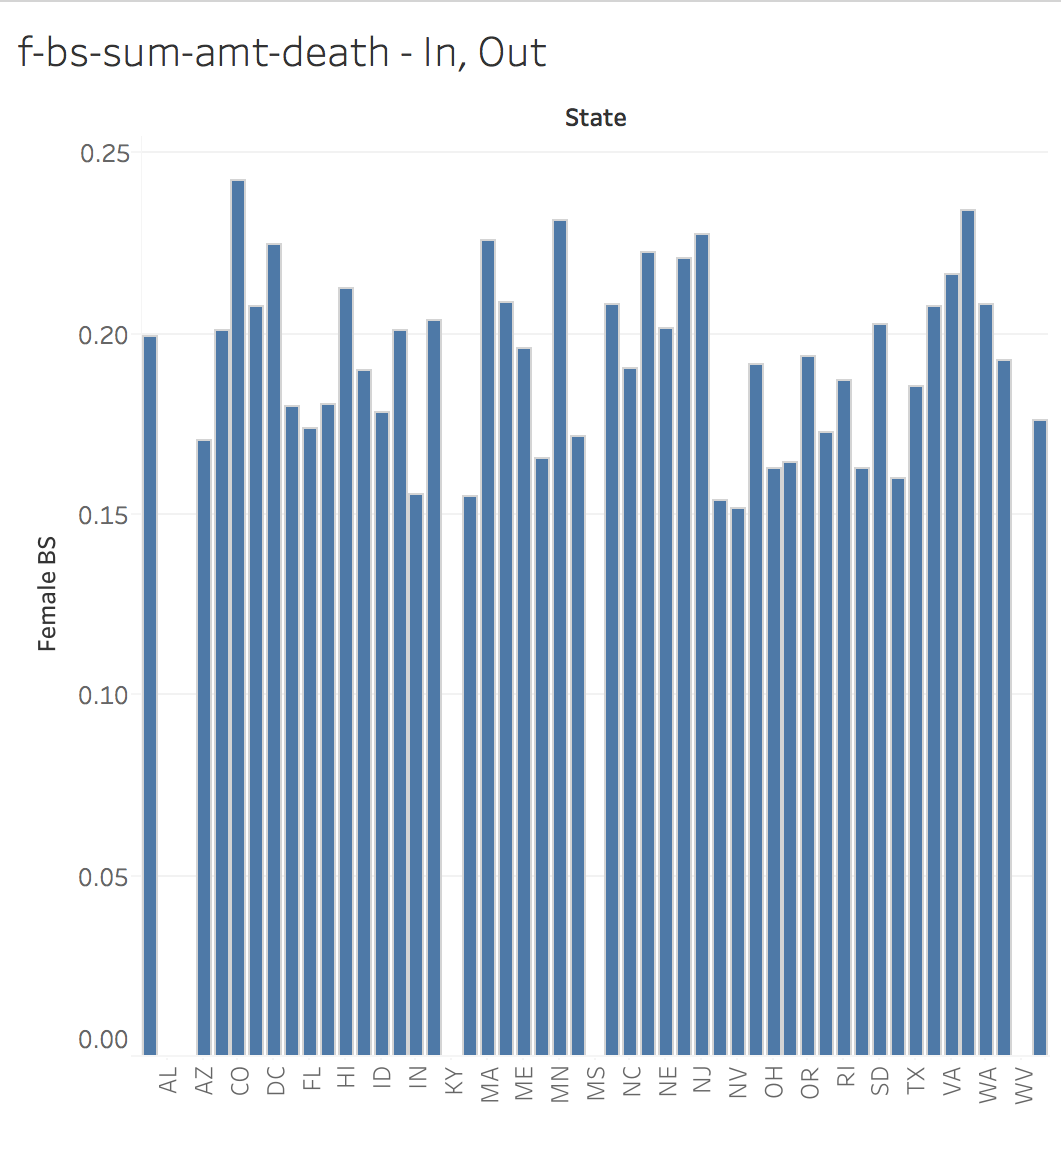 f-bs-sum-amt-death - In, Out
State
0.25
0.20
0.15
0.10
0.05
0.00
Female BS
AL AZ CO DC FL HI ID IN KY MA ME MN MS NC NE NJ NV OH OR RI SD TX VA WA WV